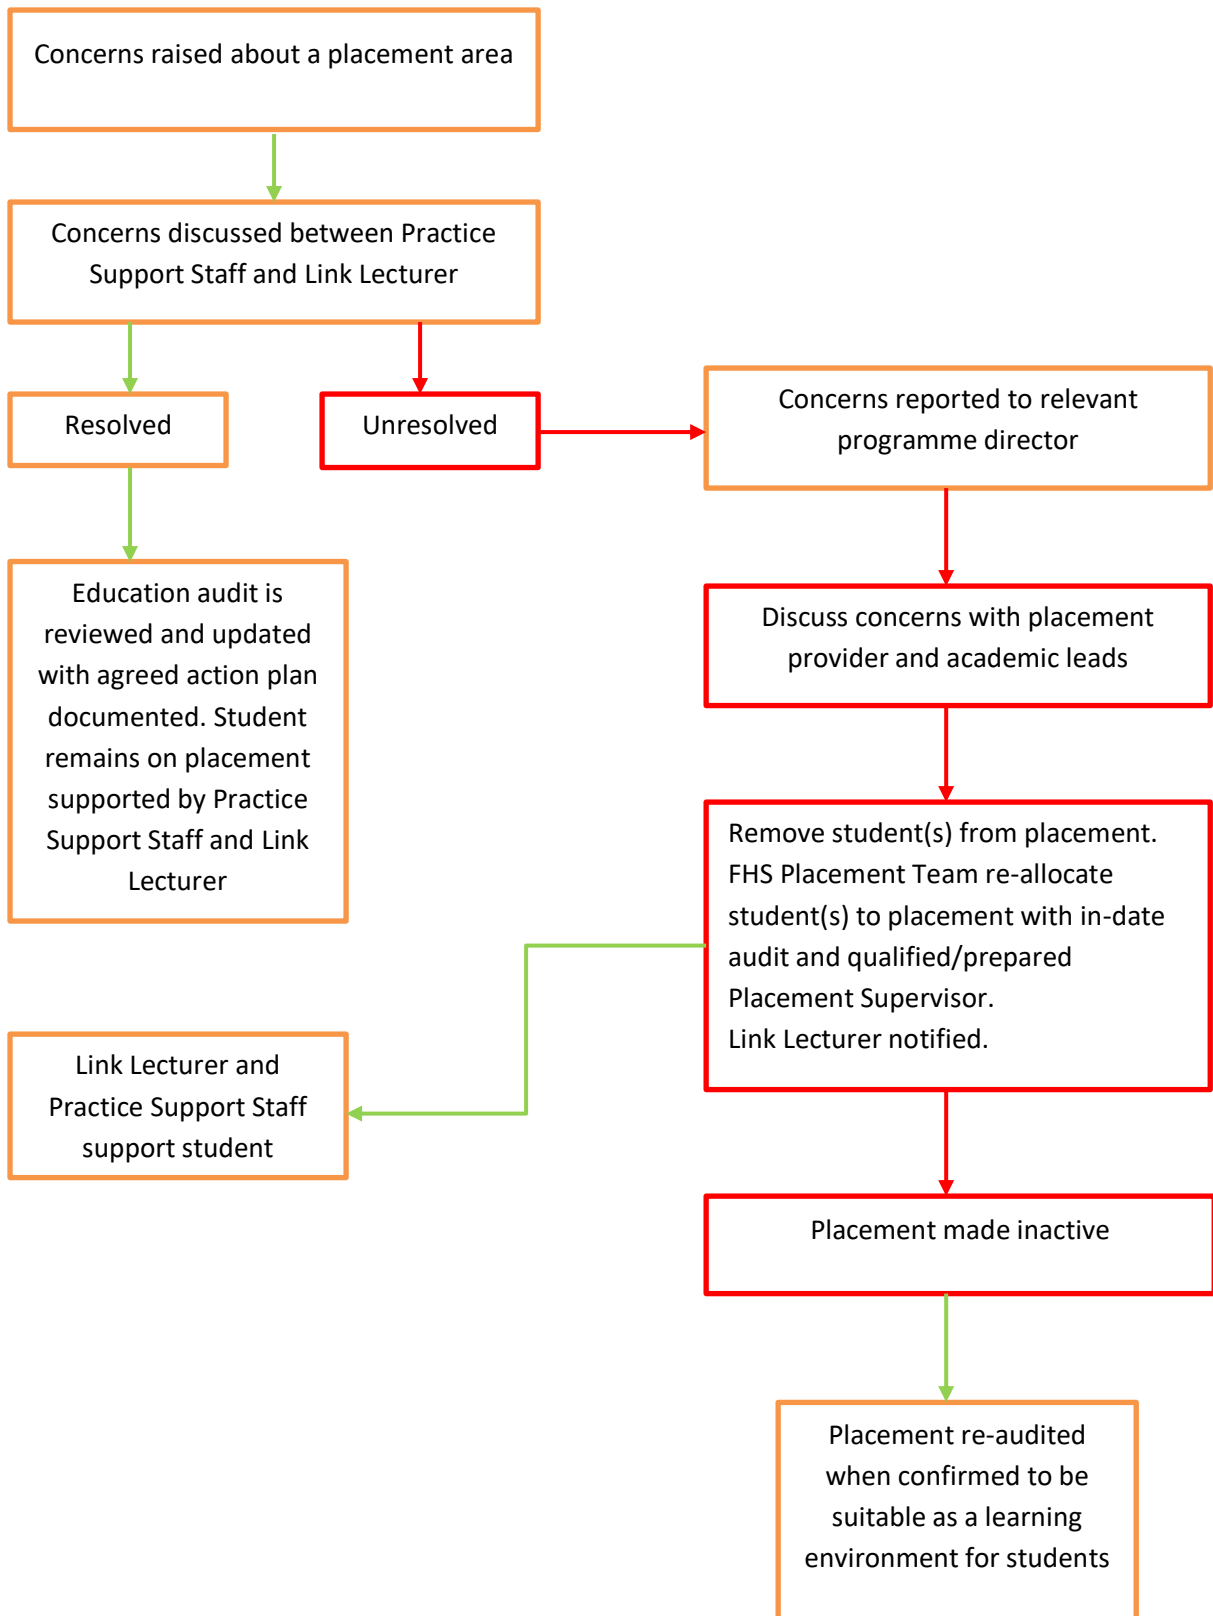 Concerns raised about a placement area
Concerns discussed between Practice
Support Staff and Link Lecturer
Resolved
Unresolved
Concerns reported to relevant
programme director
Education audit is
reviewed and updated
with agreed action plan
documented. Student
remains on placement
supported by Practice
Support Staff and Link
Lecturer
Discuss concerns with placement
provider and academic leads
Remove student(s) from placement.
FHS Placement Team re-allocate
student(s) to placement with in-date
audit and qualified/prepared
Placement Supervisor.
Link Lecturer notified.
Link Lecturer and
Practice Support Staff
support student
Placement made inactive
Placement re-audited
when confirmed to be
suitable as a learning
environment for students